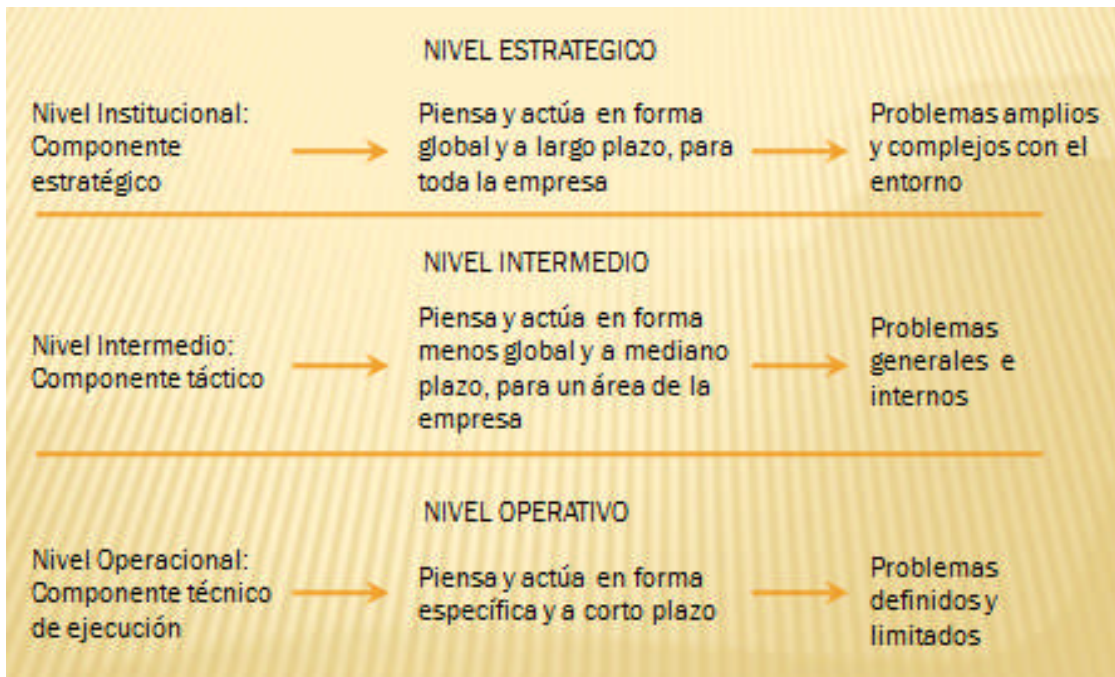 NIVEL ESTRATEGICO
Nivel Institucional:
Componente
estratégico
Piensa y actúa en forma
global y a largo plazo, para
toda la empresa
Problemas amplios
y complejos con el
entorno
NIVEL INTERMEDIO
Nivel Intermedio:
Componente táctico
Piensa y actúa en forma
menos global y a mediano
plazo, para un área de la
empresa
Problemas
generales e
internos
NIVEL OPERATIVO
Nivel Operacional:
Componente técnico
de ejecución
Piensa y actúa en forma
específica y a corto plazo
Problemas
definidos y
limitados